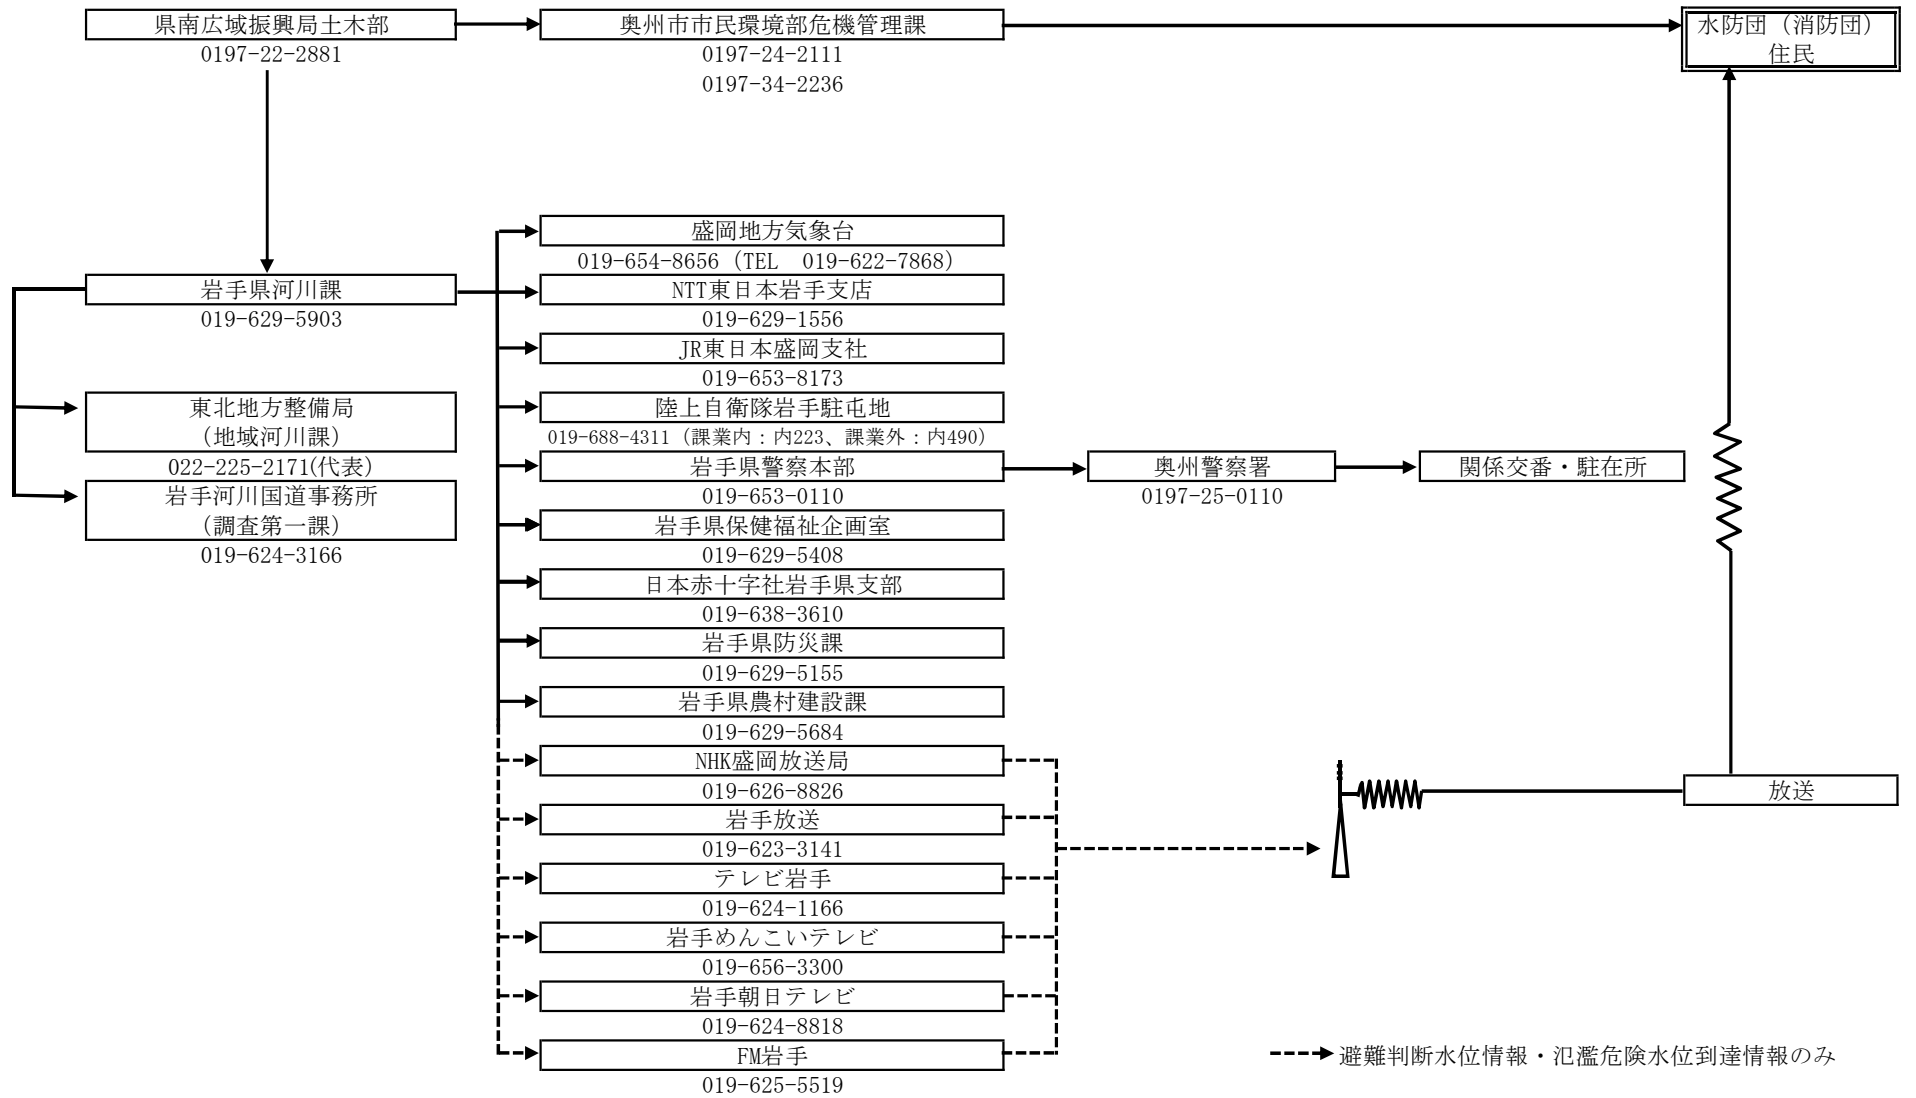 県南広域振興局土木部
0197-22-2881
奥州市市民環境部危機管理課
0197-24-2111
0197-34-2236
水防団（消防団）
住民
岩手県河川課
019-629-5903
東北地方整備局
（地域河川課）
022-225-2171(代表)
岩手河川国道事務所
（調査第一課）
019-624-3166
盛岡地方気象台
019-654-8656（TEL　019-622-7868）
NTT東日本岩手支店
019-629-1556
JR東日本盛岡支社
019-653-8173
陸上自衛隊岩手駐屯地
019-688-4311（課業内：内223、課業外：内490）
岩手県警察本部
019-653-0110
奥州警察署
0197-25-0110
関係交番・駐在所
岩手県保健福祉企画室
019-629-5408
日本赤十字社岩手県支部
019-638-3610
岩手県防災課
019-629-5155
岩手県農村建設課
019-629-5684
NHK盛岡放送局
019-626-8826
岩手放送
019-623-3141
テレビ岩手
019-624-1166
岩手めんこいテレビ
019-656-3300
岩手朝日テレビ
019-624-8818
FM岩手
019-625-5519
放送
避難判断水位情報・氾濫危険水位到達情報のみ